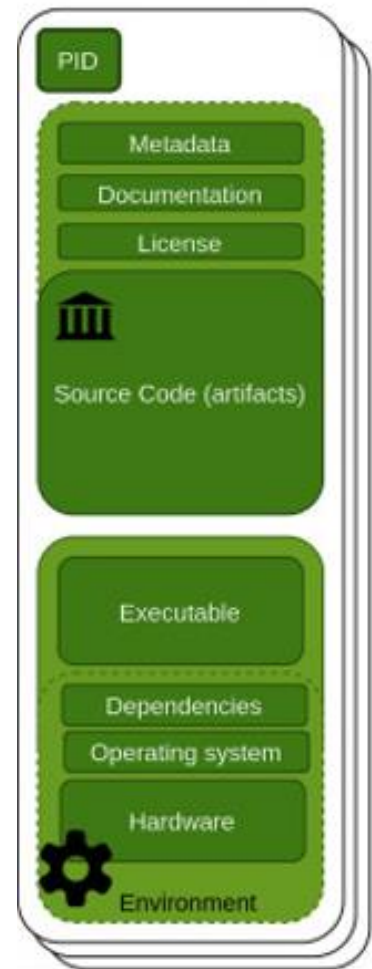 PID
Metadata
Documentation
License
Source Code (artifacts)
Executable
Dependencies
Operating system
Hardware
Environment